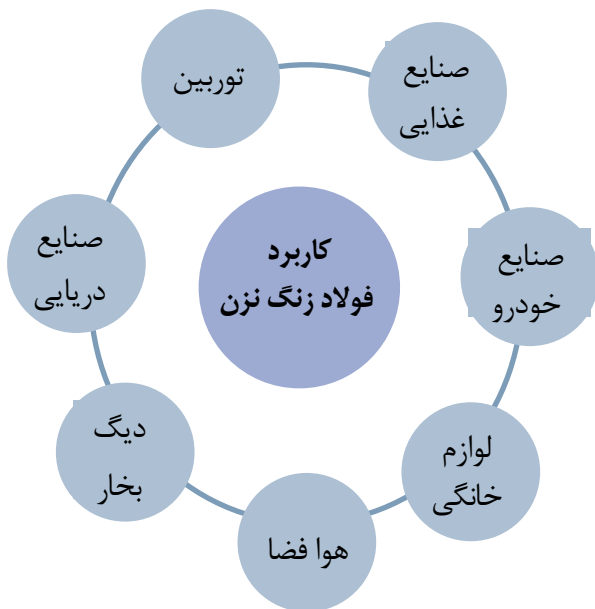 کاربرد
فولاد زنگ نزن
صنایع
غذایی
صنایع
خودرو
لوازم
خانگی
هوا فضا
دیگ
بخار
صنایع
دریایی
توربین